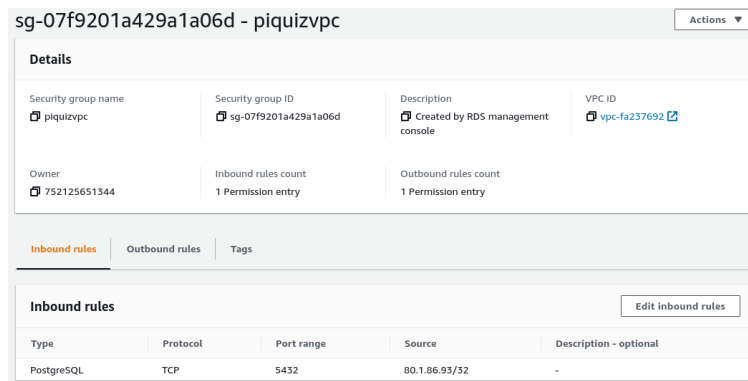 sg-07f9201a429a1a06d - piquizvpc
Actions
Details
Security group name
piquizvpc
Security group ID
sg-07f9201a429a1a06d
Description
Created by RDS management
console
VPC ID
vpc-fa237692
Owner
752125651344
Inbound rules count
1 Permission entry
Outbound rules count
1 Permission entry
Inbound rules
Outbound rules
Tags
Inbound rules
Edit inbound rules
Type Protocol Port range Source Description - optional
PostgreSQL TCP 5432 80.1.86.93/32 -